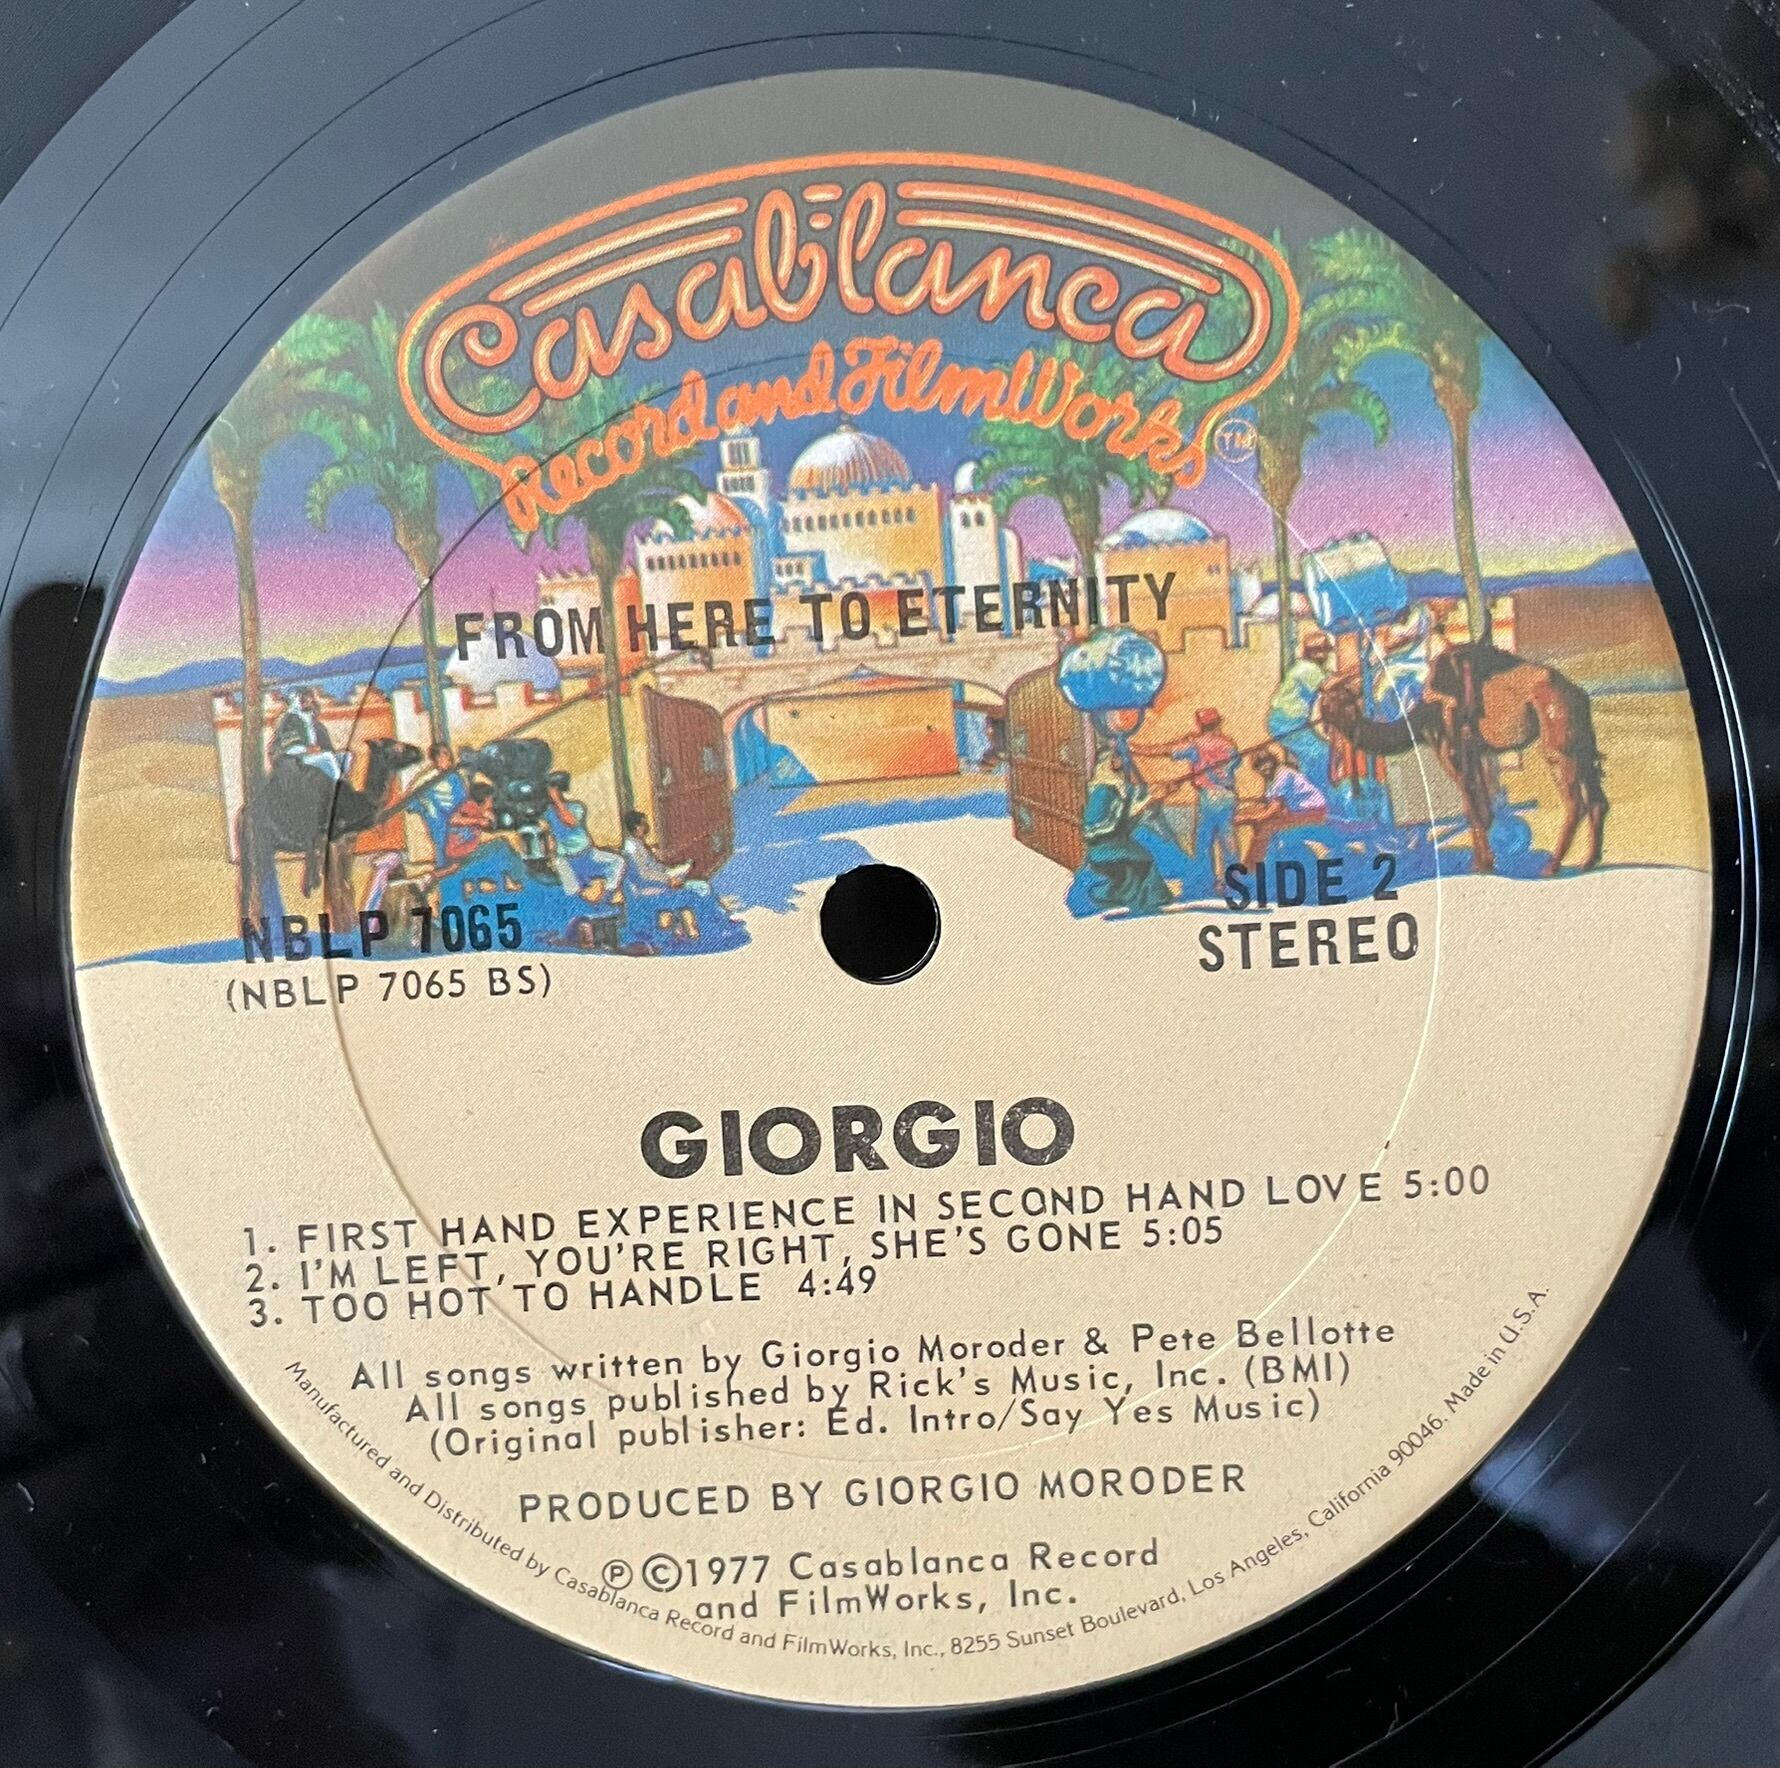 Casablanca
Record and FilmWorks TM
FROM HERE TO ETERNITY
NBLP 7065
(NBLP 7065 BS)
SIDE 2
STEREO
GIORGIO
1. FIRST HAND EXPERIENCE IN SECOND HAND LOVE 5:00
2. I'M LEFT, YOU'RE RIGHT, SHE'S GONE 5:05
3. TOO HOT TO HANDLE 4:49
All songs written by Giorgio Moroder & Pete Bellotte
All songs published by Rick's Music, Inc. (BMI)
(Original publisher: Ed. Intro/Say Yes Music)
PRODUCED BY GIORGIO MORODER
℗ ©1977 Casablanca Record
and FilmWorks, Inc.
Manufactured and Distributed by Casablanca Record and FilmWorks, Inc., 8255 Sunset Boulevard, Los Angeles, California 90046. Made in U.S.A.